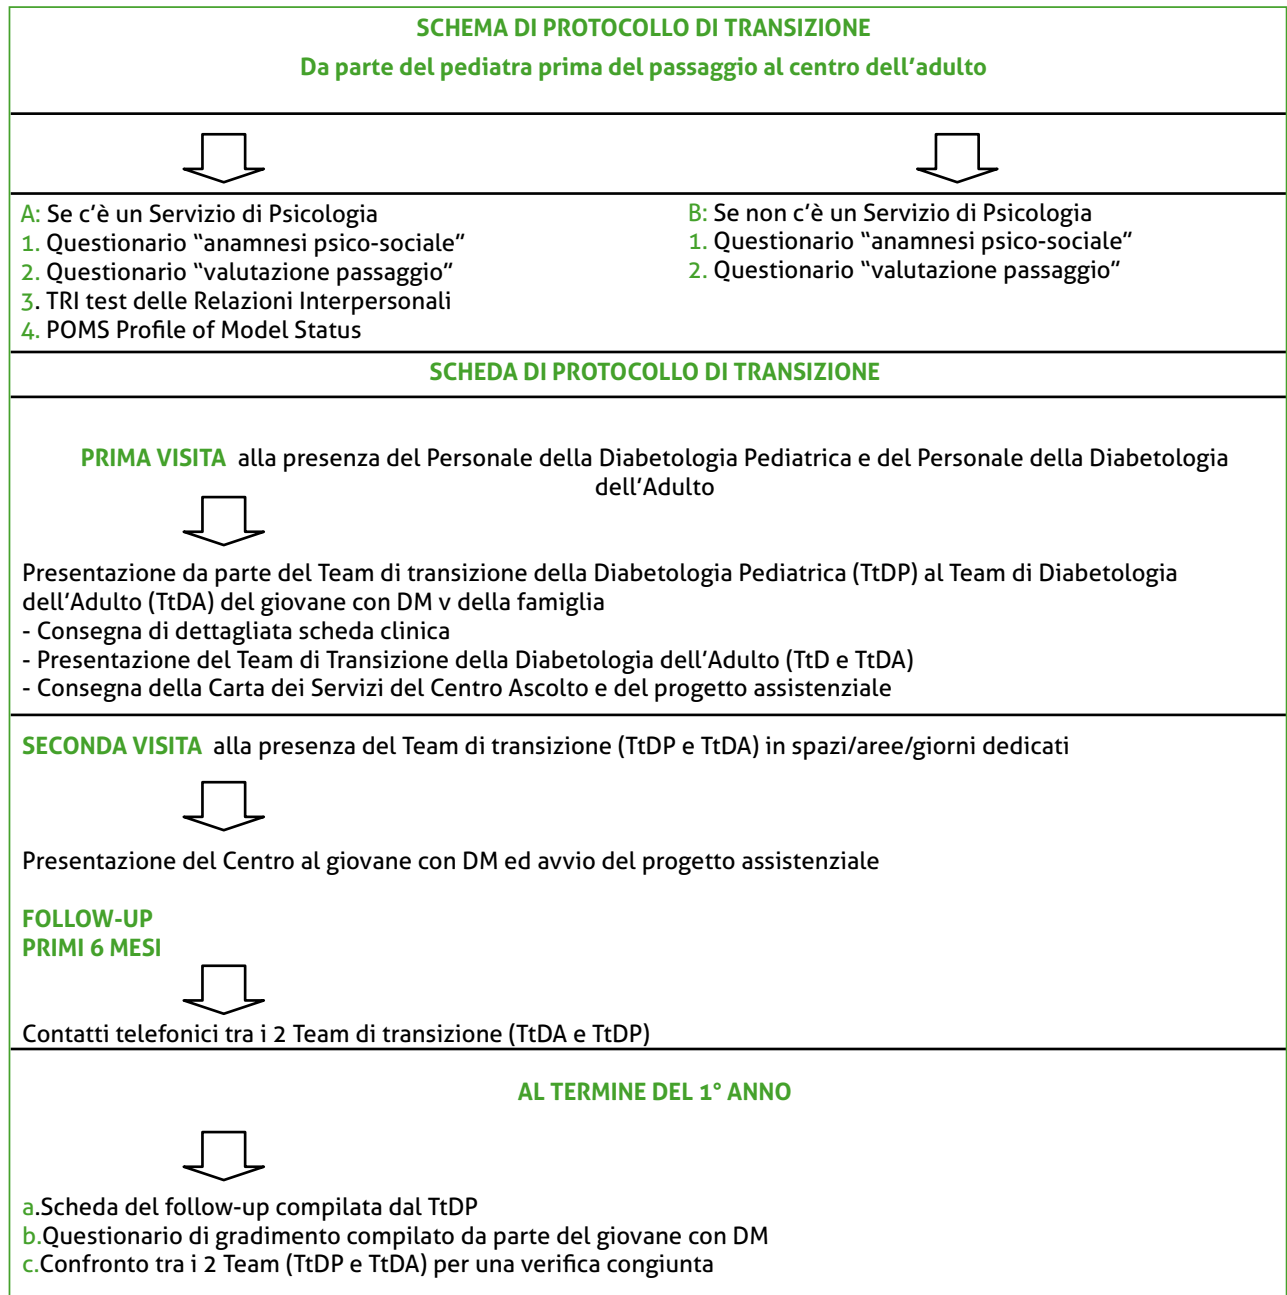 SCHEMA DI PROTOCOLLO DI TRANSIZIONE
Da parte del pediatra prima del passaggio al centro dell’adulto
A: Se c’è un Servizio di Psicologia
1. Questionario “anamnesi psico-sociale”
2. Questionario “valutazione passaggio”
3. TRI test delle Relazioni Interpersonali
4. POMS Profile of Model Status
B: Se non c’è un Servizio di Psicologia
1. Questionario “anamnesi psico-sociale”
2. Questionario “valutazione passaggio”
SCHEDA DI PROTOCOLLO DI TRANSIZIONE
PRIMA VISITA alla presenza del Personale della Diabetologia Pediatrica e del Personale della Diabetologia
dell’Adulto
Presentazione da parte del Team di transizione della Diabetologia Pediatrica (TtDP) al Team di Diabetologia
dell’Adulto (TtDA) del giovane con DM v della famiglia
- Consegna di dettagliata scheda clinica
- Presentazione del Team di Transizione della Diabetologia dell’Adulto (TtD e TtDA)
- Consegna della Carta dei Servizi del Centro Ascolto e del progetto assistenziale
SECONDA VISITA alla presenza del Team di transizione (TtDP e TtDA) in spazi/aree/giorni dedicati
Presentazione del Centro al giovane con DM ed avvio del progetto assistenziale
FOLLOW-UP
PRIMI 6 MESI
Contatti telefonici tra i 2 Team di transizione (TtDA e TtDP)
AL TERMINE DEL 1° ANNO
a.Scheda del follow-up compilata dal TtDP
b.Questionario di gradimento compilato da parte del giovane con DM
c.Confronto tra i 2 Team (TtDP e TtDA) per una verifica congiunta